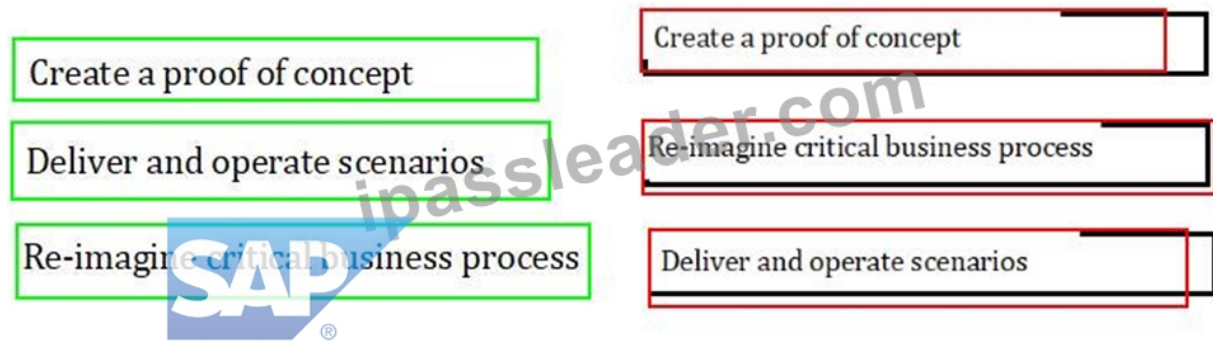 Create a proof of concept
Deliver and operate scenarios
Re-imagine critical business process
Create a proof of concept
Re-imagine critical business process
Deliver and operate scenarios
ipassleader.com
SAP
®